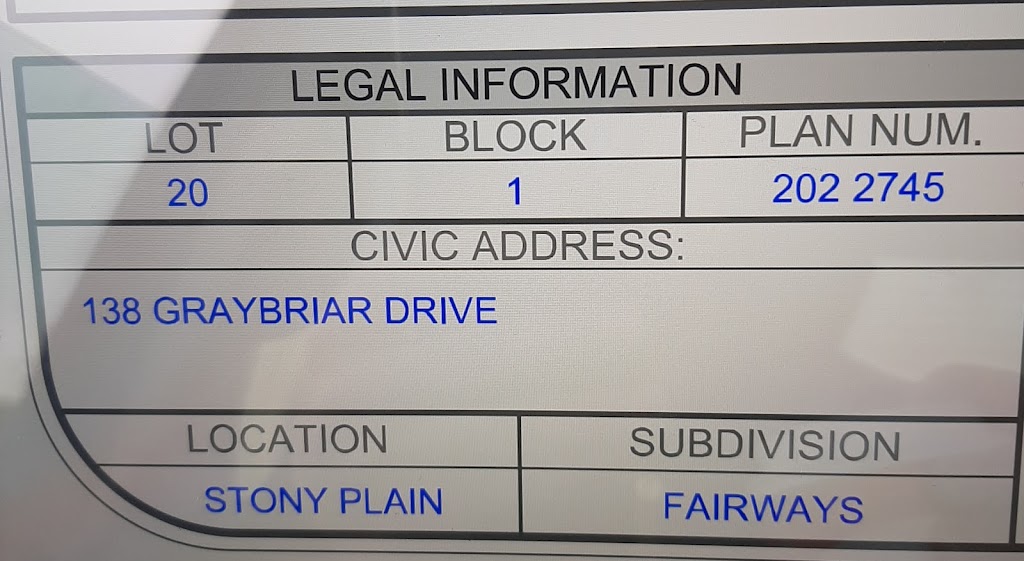 LEGAL INFORMATION
LOT BLOCK PLAN NUM.
20 1 202 2745
CIVIC ADDRESS:
138 GRAYBRIAR DRIVE
LOCATION SUBDIVISION
STONY PLAIN FAIRWAYS